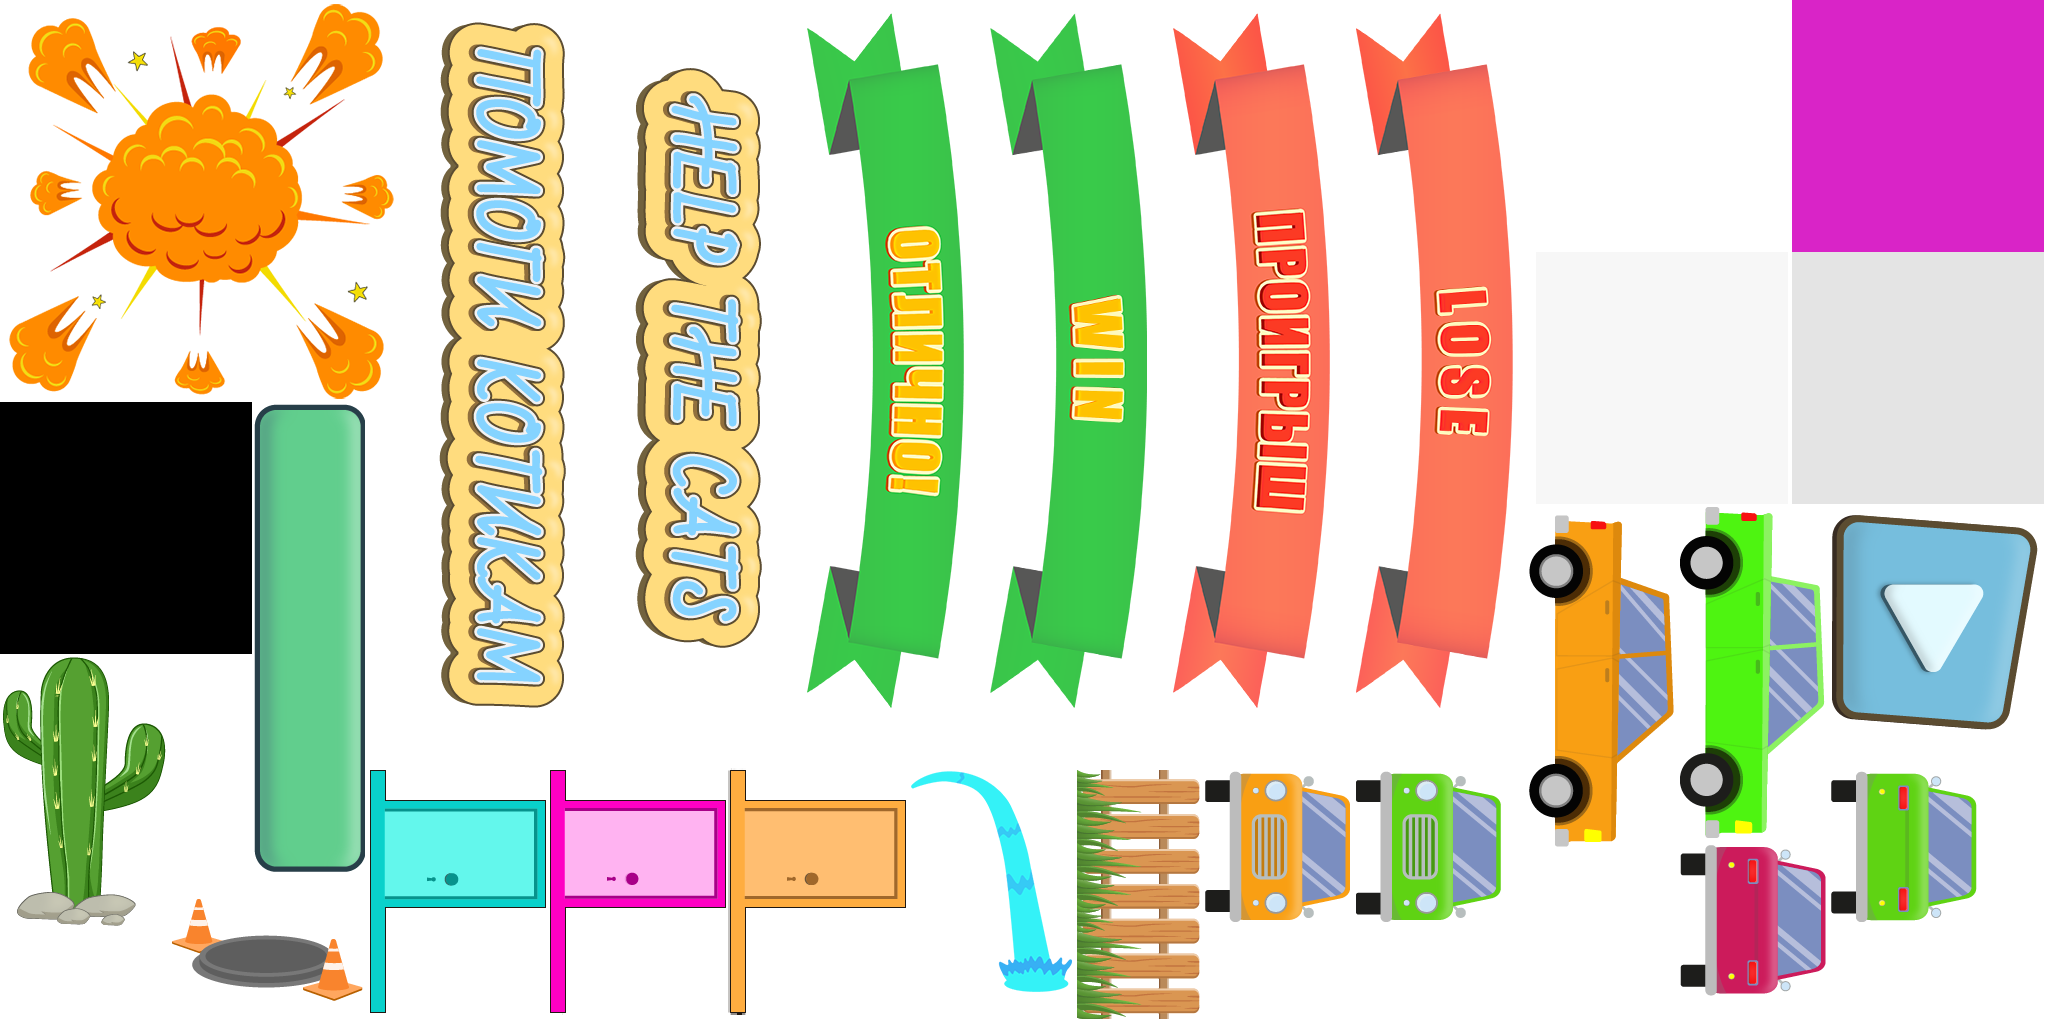 ПОМОГИ КОТИКАМ
HELP THE CATS
ОТЛИЧНО!
WIN
ПРОИГРЫШ
LOSE